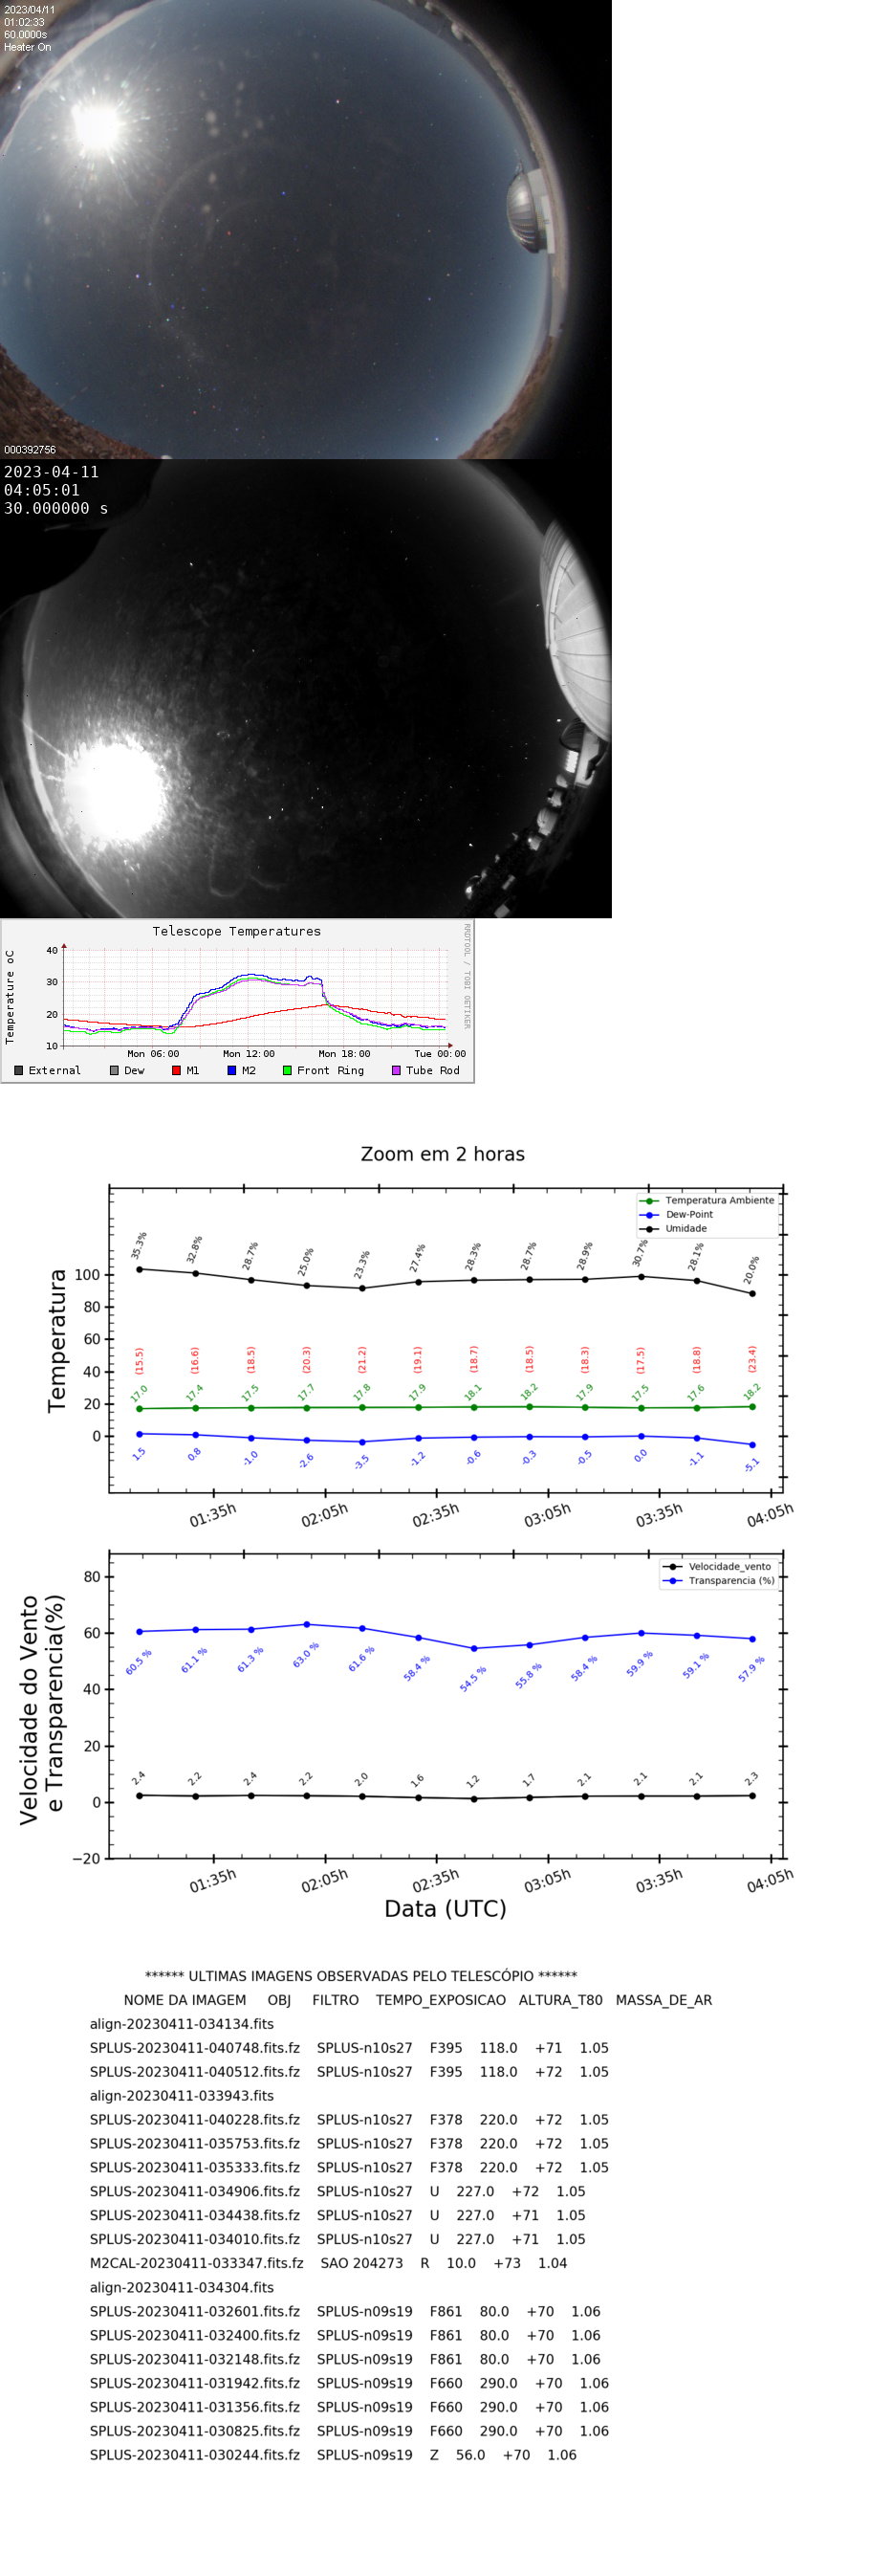 2023/04/11
01:02:33
60.0000s
Heater On
000392756
2023-04-11
04:05:01
30.000000 s
Telescope Temperatures
RRDTOOL / TOBI OETIKER
Temperature oC
40
30
20
10
Mon 06:00 Mon 12:00 Mon 18:00 Tue 00:00
External Dew M1 M2 Front Ring Tube Rod
Zoom em 2 horas
Temperatura Ambiente
Dew-Point
Umidade
Temperatura
100
80
60
40
20
0
35.3% 32.8% 28.7% 25.0% 23.3% 27.4% 28.3% 28.7% 28.9% 30.7% 28.1% 20.0%
(15.5) (16.6) (18.5) (20.3) (21.2) (19.1) (18.7) (18.5) (18.3) (17.5) (18.8) (23.4)
17.0 17.4 17.5 17.7 17.8 17.9 18.1 18.2 17.9 17.5 17.6 18.2
1.5 0.8 -1.0 -2.6 -3.5 -1.2 -0.6 -0.3 -0.5 0.0 -1.1 -5.1
01:35h 02:05h 02:35h 03:05h 03:35h 04:05h
Velocidade_vento
Transparencia (%)
Velocidade do Vento
e Transparencia(%)
80
60
40
20
0
−20
60.5 % 61.1 % 61.3 % 63.0 % 61.6 % 58.4 % 54.5 % 55.8 % 58.4 % 59.9 % 59.1 % 57.9 %
2.4 2.2 2.4 2.2 2.0 1.6 1.2 1.7 2.1 2.1 2.1 2.3
01:35h 02:05h 02:35h 03:05h 03:35h 04:05h
Data (UTC)
****** ULTIMAS IMAGENS OBSERVADAS PELO TELESCÓPIO ******
NOME DA IMAGEM OBJ FILTRO TEMPO_EXPOSICAO ALTURA_T80 MASSA_DE_AR
align-20230411-034134.fits
SPLUS-20230411-040748.fits.fz SPLUS-n10s27 F395 118.0 +71 1.05
SPLUS-20230411-040512.fits.fz SPLUS-n10s27 F395 118.0 +72 1.05
align-20230411-033943.fits
SPLUS-20230411-040228.fits.fz SPLUS-n10s27 F378 220.0 +72 1.05
SPLUS-20230411-035753.fits.fz SPLUS-n10s27 F378 220.0 +72 1.05
SPLUS-20230411-035333.fits.fz SPLUS-n10s27 F378 220.0 +72 1.05
SPLUS-20230411-034906.fits.fz SPLUS-n10s27 U 227.0 +72 1.05
SPLUS-20230411-034438.fits.fz SPLUS-n10s27 U 227.0 +71 1.05
SPLUS-20230411-034010.fits.fz SPLUS-n10s27 U 227.0 +71 1.05
M2CAL-20230411-033347.fits.fz SAO 204273 R 10.0 +73 1.04
align-20230411-034304.fits
SPLUS-20230411-032601.fits.fz SPLUS-n09s19 F861 80.0 +70 1.06
SPLUS-20230411-032400.fits.fz SPLUS-n09s19 F861 80.0 +70 1.06
SPLUS-20230411-032148.fits.fz SPLUS-n09s19 F861 80.0 +70 1.06
SPLUS-20230411-031942.fits.fz SPLUS-n09s19 F660 290.0 +70 1.06
SPLUS-20230411-031356.fits.fz SPLUS-n09s19 F660 290.0 +70 1.06
SPLUS-20230411-030825.fits.fz SPLUS-n09s19 F660 290.0 +70 1.06
SPLUS-20230411-030244.fits.fz SPLUS-n09s19 Z 56.0 +70 1.06